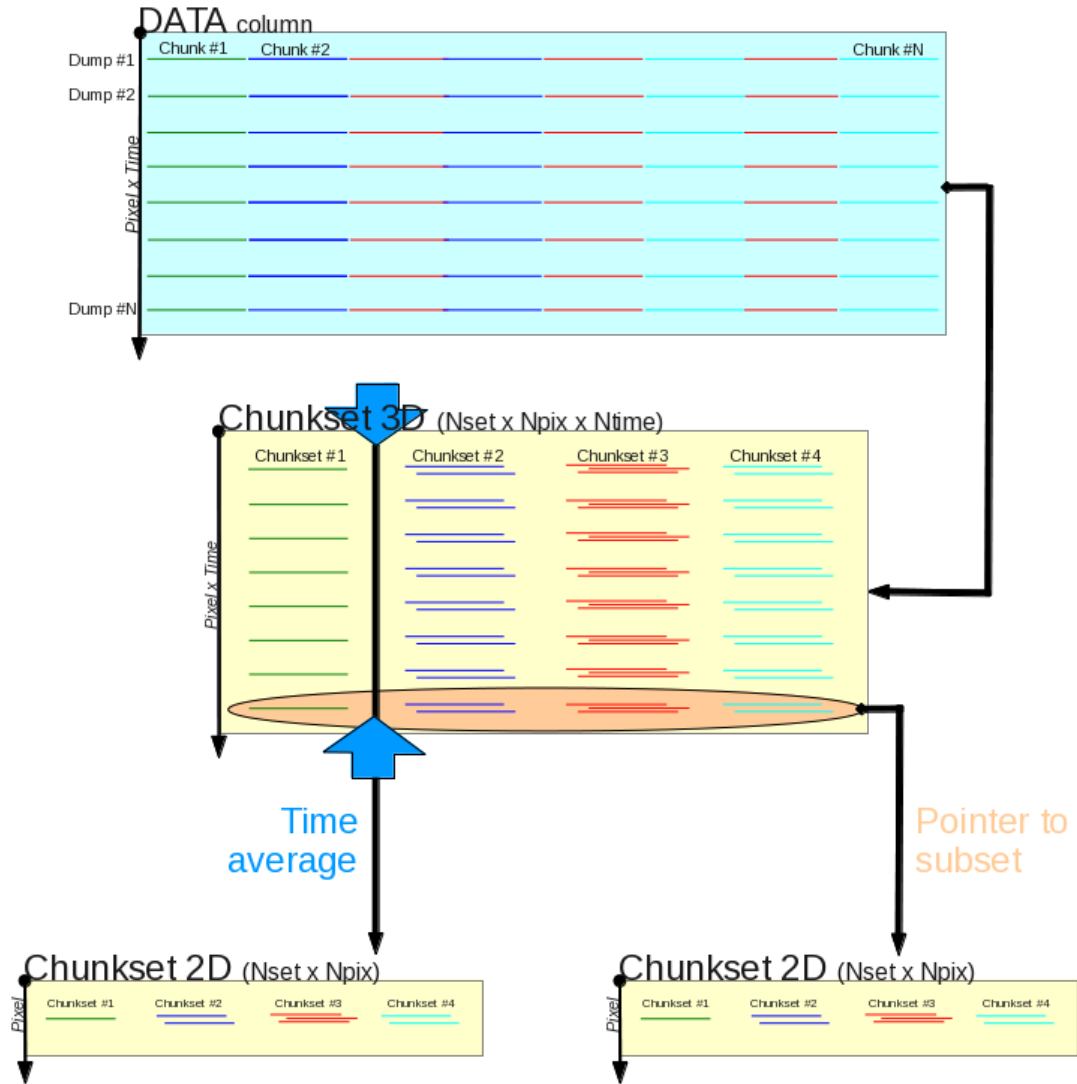 DATA column
Chunk #1 Chunk #2 Chunk #N
Dump #1
Dump #2
Pixel x Time
Dump #N
Chunkset 3D (Nset x Npix x Ntime)
Chunkset #1 Chunkset #2 Chunkset #3 Chunkset #4
Pixel x Time
Time
average
Pointer to
subset
Chunkset 2D (Nset x Npix)
Chunkset #1 Chunkset #2 Chunkset #3 Chunkset #4
Pixel
Chunkset 2D (Nset x Npix)
Chunkset #1 Chunkset #2 Chunkset #3 Chunkset #4
Pixel